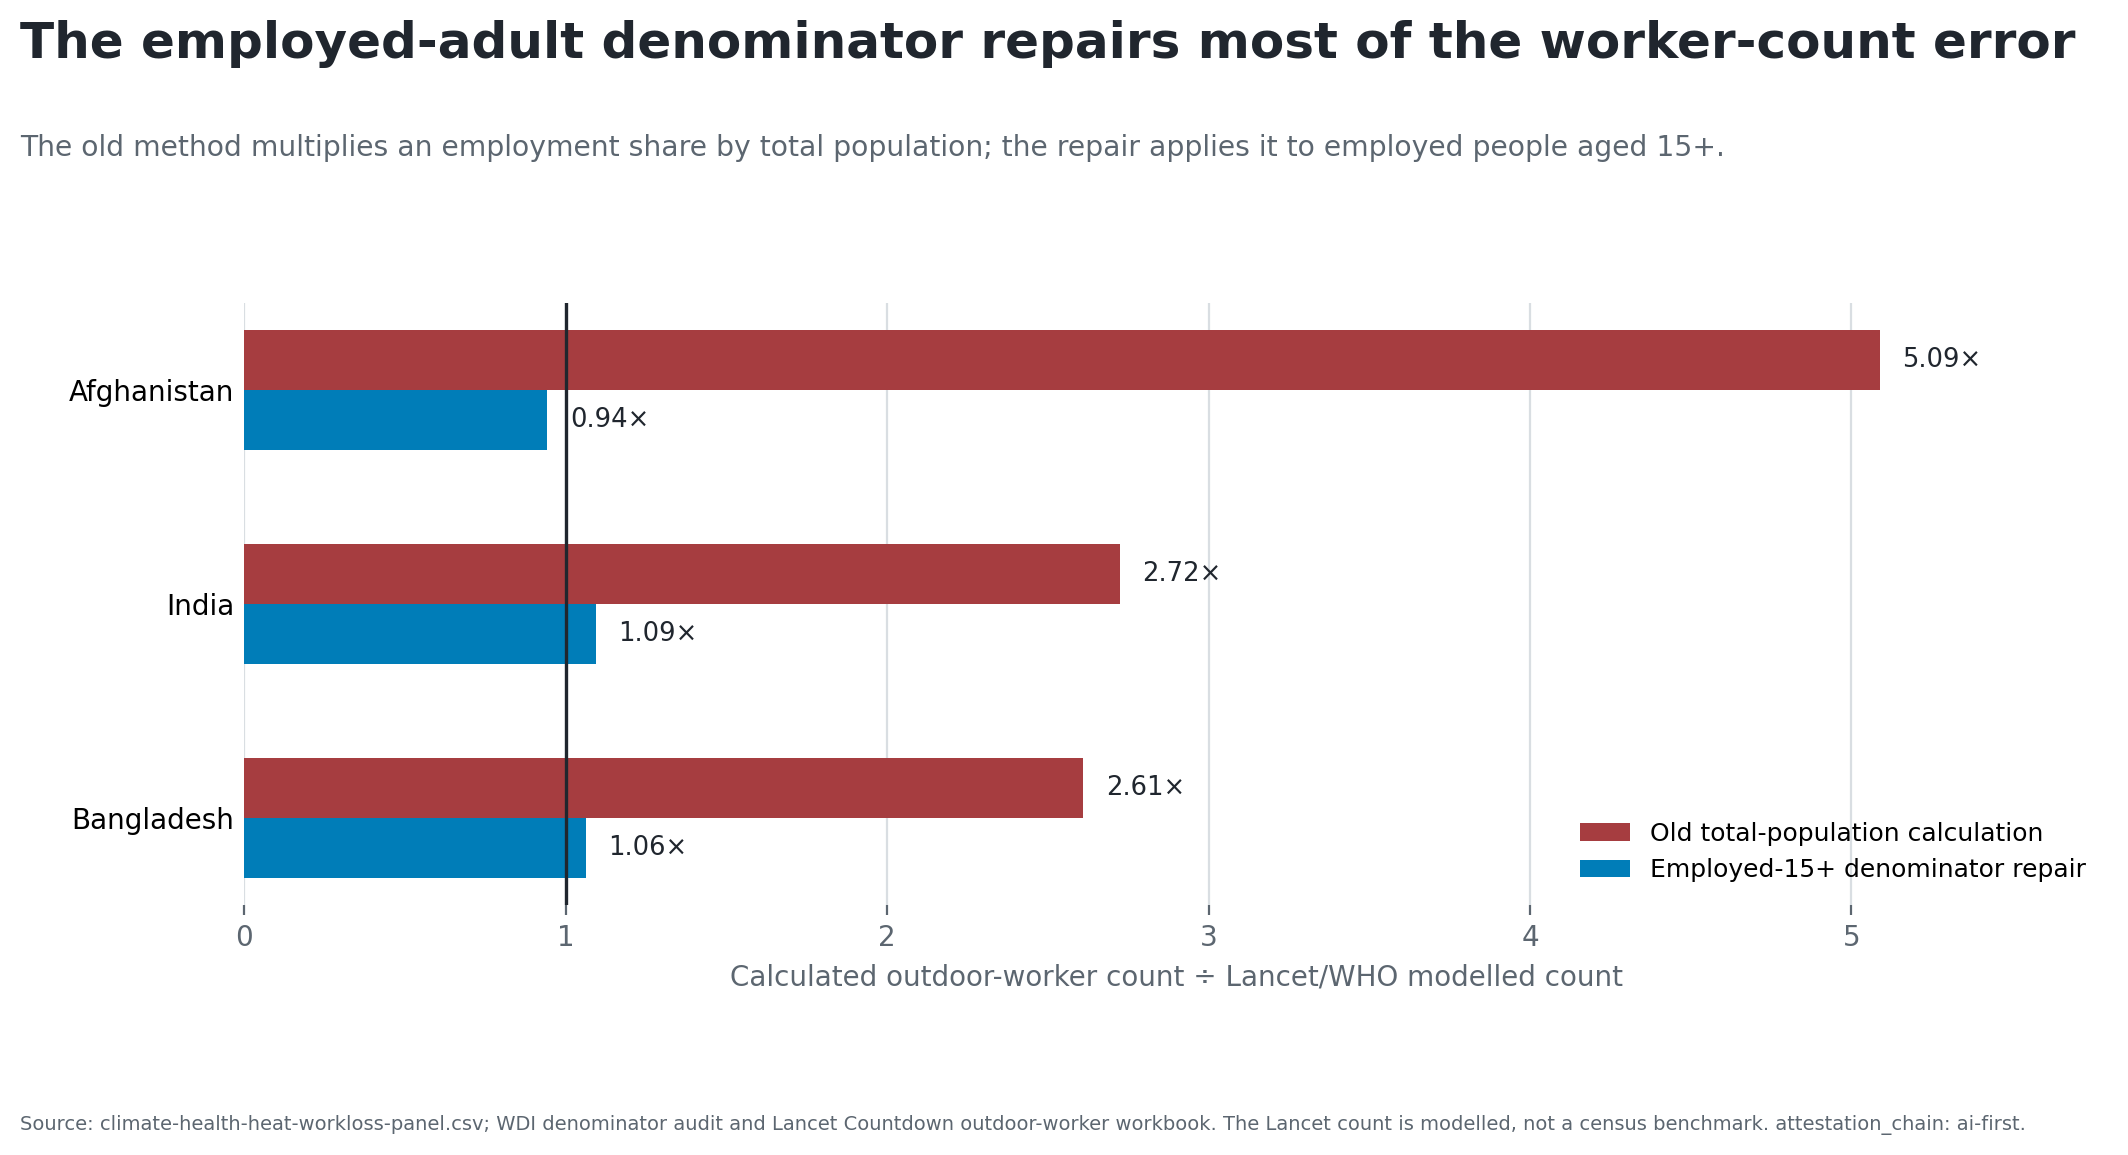 The employed-adult denominator repairs most of the worker-count error
The old method multiplies an employment share by total population; the repair applies it to employed people aged 15+.
Afghanistan
5.09×
0.94×
India
2.72×
1.09×
Bangladesh
2.61×
1.06×
Old total-population calculation
Employed-15+ denominator repair
0 1 2 3 4 5
Calculated outdoor-worker count ÷ Lancet/WHO modelled count
Source: climate-health-heat-workloss-panel.csv; WDI denominator audit and Lancet Countdown outdoor-worker workbook. The Lancet count is modelled, not a census benchmark. attestation_chain: ai-first.